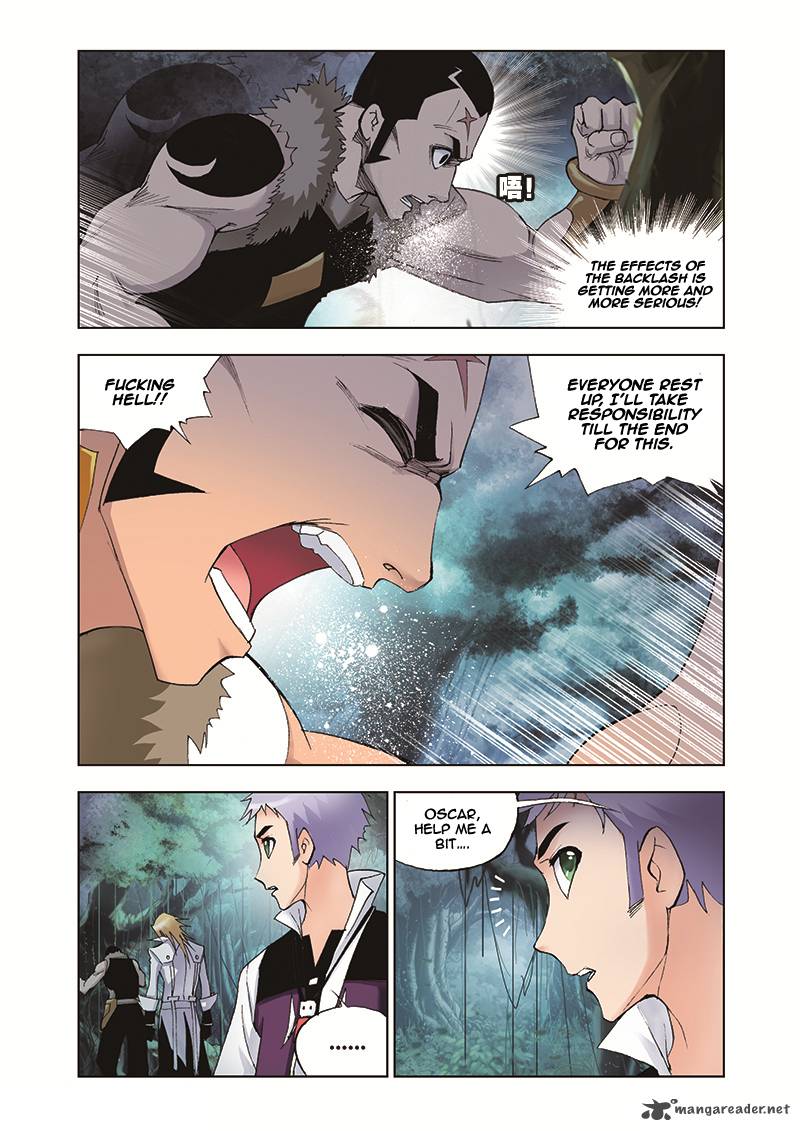 唔!
THE EFFECTS OF
THE BACKLASH IS
GETTING MORE AND
MORE SERIOUS!
FUCKING
HELL!!
EVERYONE REST
UP, I'LL TAKE
RESPONSIBILITY
TILL THE END
FOR THIS.
......
OSCAR,
HELP ME A
BIT....
mangareader.net